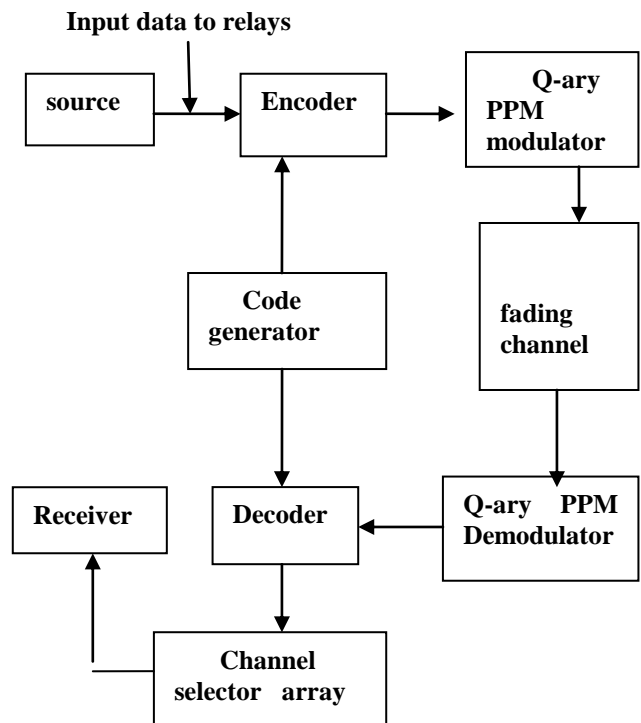 Input data to relays
source
Encoder
Q-ary
PPM
modulator
Code
generator
fading
channel
Receiver
Decoder
Q-ary PPM
Demodulator
Channel
selector array